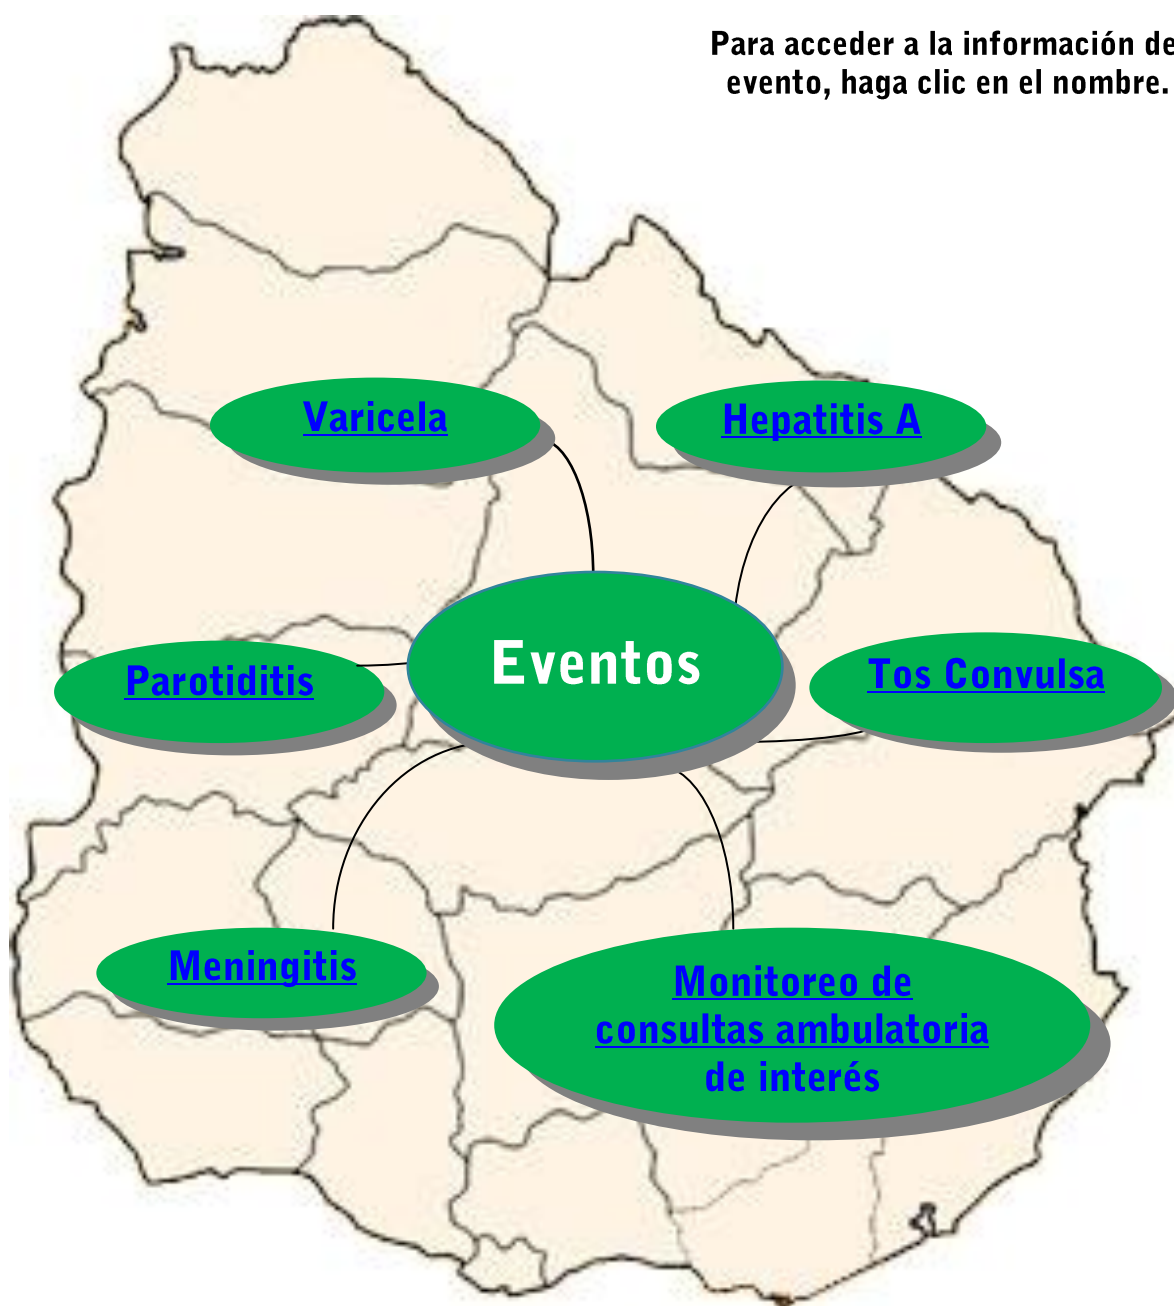 Para acceder a la información de
evento, haga clic en el nombre.
Varicela
Hepatitis A
Eventos
Parotiditis
Tos Convulsa
Meningitis
Monitoreo de
consultas ambulatoria
de interés